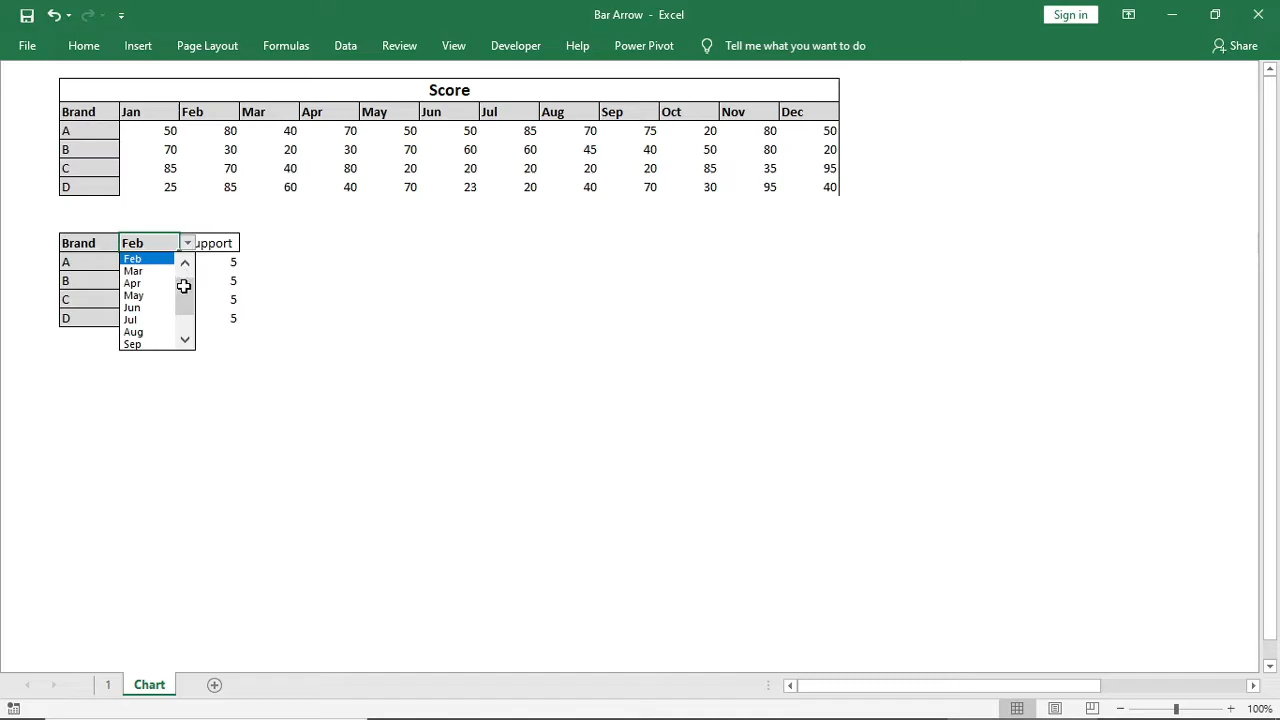 Bar Arrow - Excel
Sign in
File Home Insert Page Layout Formulas Data Review View Developer Help Power Pivot Tell me what you want to do Share
Score
Brand Jan Feb Mar Apr May Jun Jul Aug Sep Oct Nov Dec
A 50 80 40 70 50 50 85 70 75 20 80 50
B 70 30 20 30 70 60 60 45 40 50 80 20
C 85 70 40 80 20 20 20 20 20 85 35 95
D 25 85 60 40 70 23 20 40 70 30 95 40
Brand Feb upport
Feb
A 5
Mar
Apr
B 5
May
C 5
Jun
Jul
D 5
Aug
Sep
1 Chart
100%